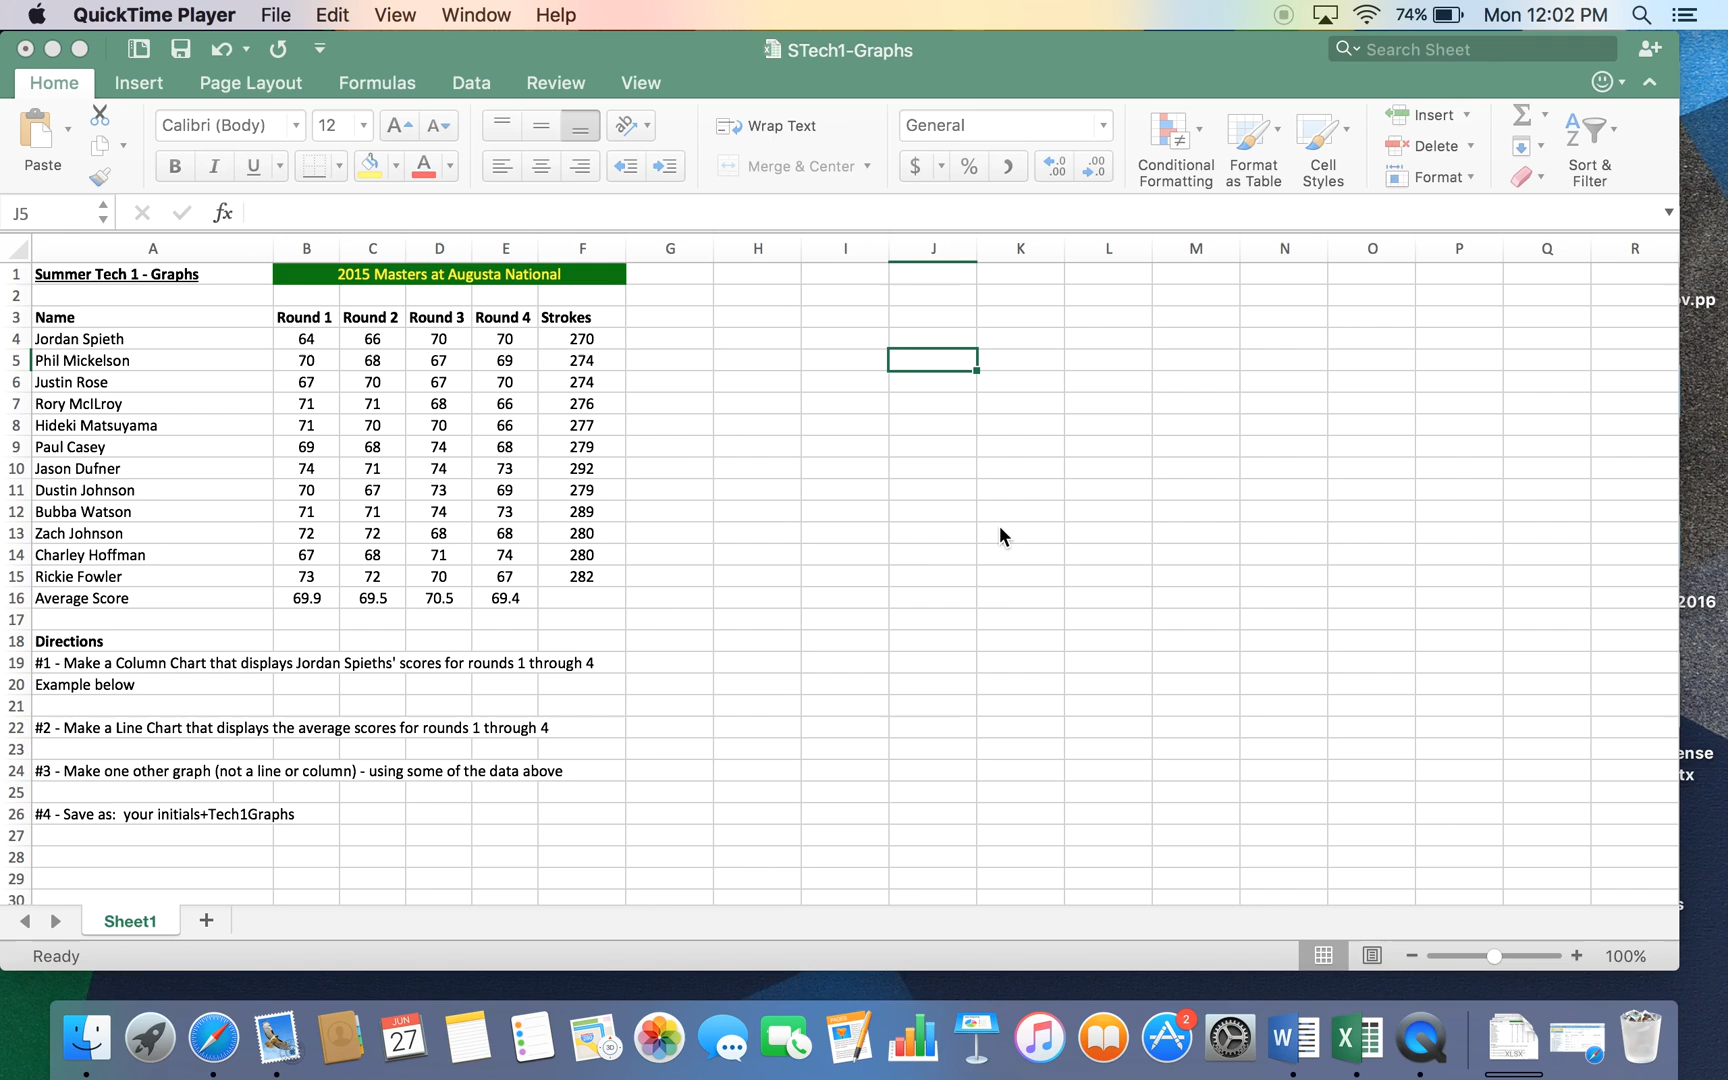 QuickTime Player File Edit View Window Help 74% Mon 12:02 PM
STech1-Graphs Search Sheet
Home Insert Page Layout Formulas Data Review View
Paste Calibri (Body) 12 A A B I U A Wrap Text Merge & Center General $ % Conditional Formatting Format as Table Cell Styles Insert Delete Format Sort & Filter
J5 fx
A B C D E F G H I J K L M N O P Q R
1 Summer Tech 1 - Graphs 2015 Masters at Augusta National
2
3 Name Round 1 Round 2 Round 3 Round 4 Strokes
4 Jordan Spieth 64 66 70 70 270
5 Phil Mickelson 70 68 67 69 274
6 Justin Rose 67 70 67 70 274
7 Rory McILroy 71 71 68 66 276
8 Hideki Matsuyama 71 70 70 66 277
9 Paul Casey 69 68 74 68 279
10 Jason Dufner 74 71 74 73 292
11 Dustin Johnson 70 67 73 69 279
12 Bubba Watson 71 71 74 73 289
13 Zach Johnson 72 72 68 68 280
14 Charley Hoffman 67 68 71 74 280
15 Rickie Fowler 73 72 70 67 282
16 Average Score 69.9 69.5 70.5 69.4
17
18 Directions
19 #1 - Make a Column Chart that displays Jordan Spieths' scores for rounds 1 through 4
20 Example below
21
22 #2 - Make a Line Chart that displays the average scores for rounds 1 through 4
23
24 #3 - Make one other graph (not a line or column) - using some of the data above
25
26 #4 - Save as: your initials+Tech1Graphs
27
28
29
30
Sheet1 +
Ready 100%
v.pp
2016
ense
tx
s
JUN
27
3D
PAGES
2
W
X
XLSX